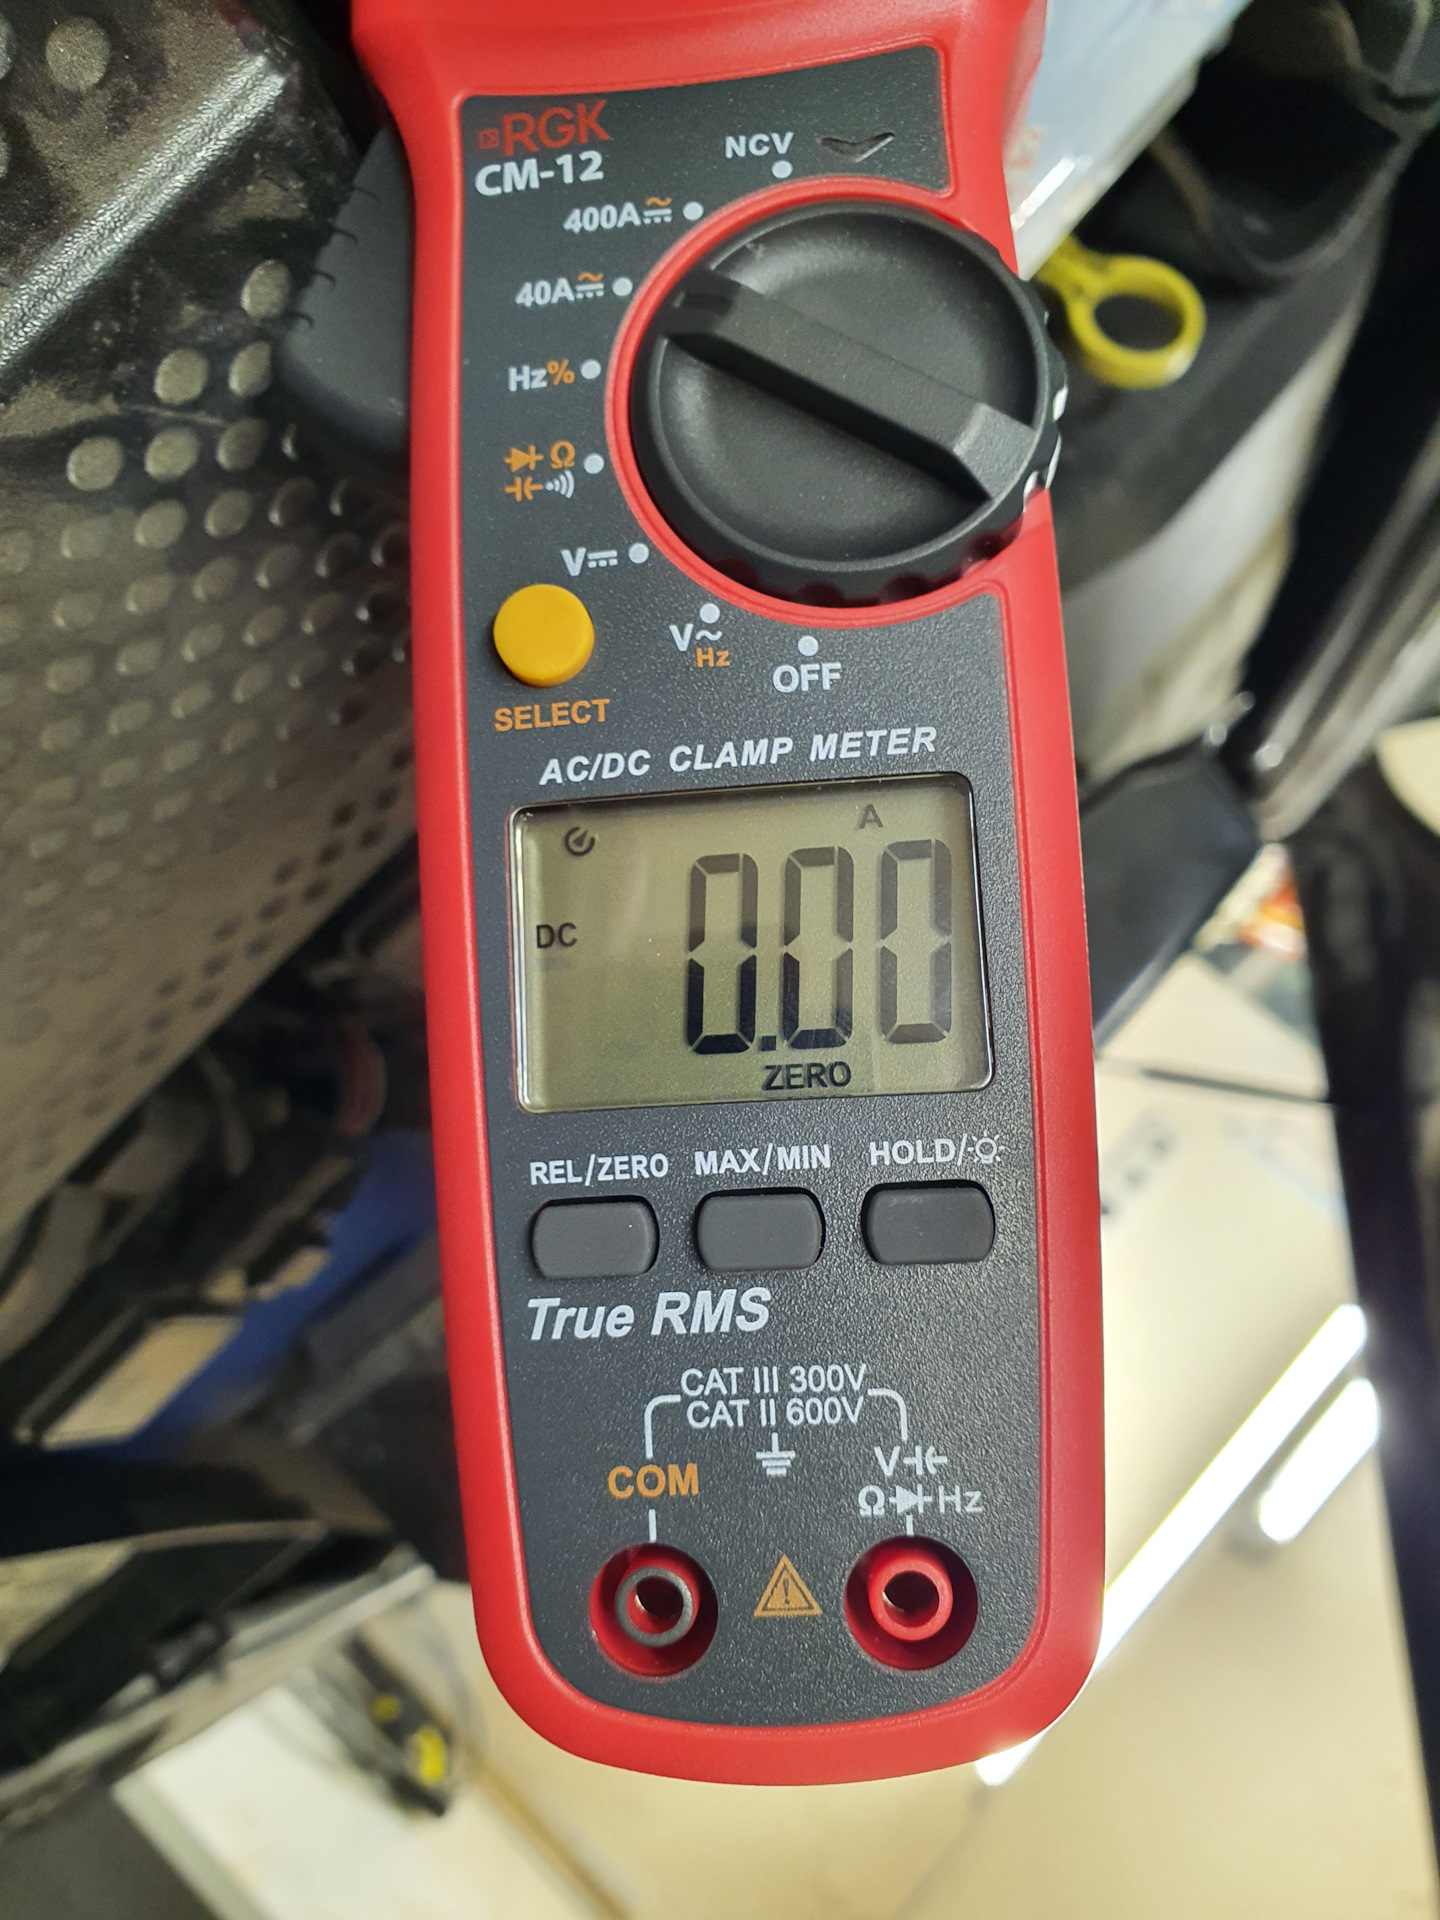 RGK
CM-12
NCV
400A
40A
Hz%
Ω
V
V~
Hz
OFF
SELECT
AC/DC CLAMP METER
A
DC
0.00
ZERO
REL/ZERO MAX/MIN HOLD/
True RMS
CAT III 300V
CAT II 600V
COM
V
Ω Hz